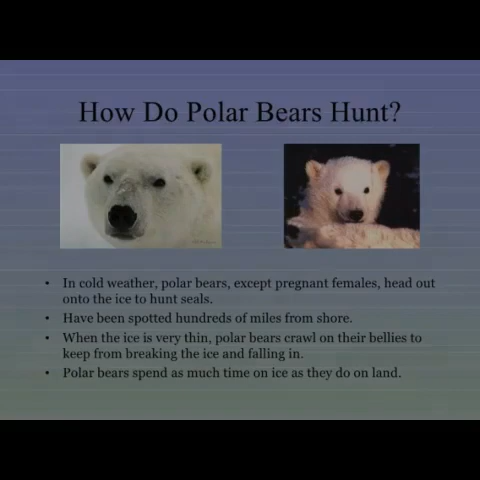 How Do Polar Bears Hunt?
• In cold weather, polar bears, except pregnant females, head out
onto the ice to hunt seals.
• Have been spotted hundreds of miles from shore.
• When the ice is very thin, polar bears crawl on their bellies to
keep from breaking the ice and falling in.
• Polar bears spend as much time on ice as they do on land.